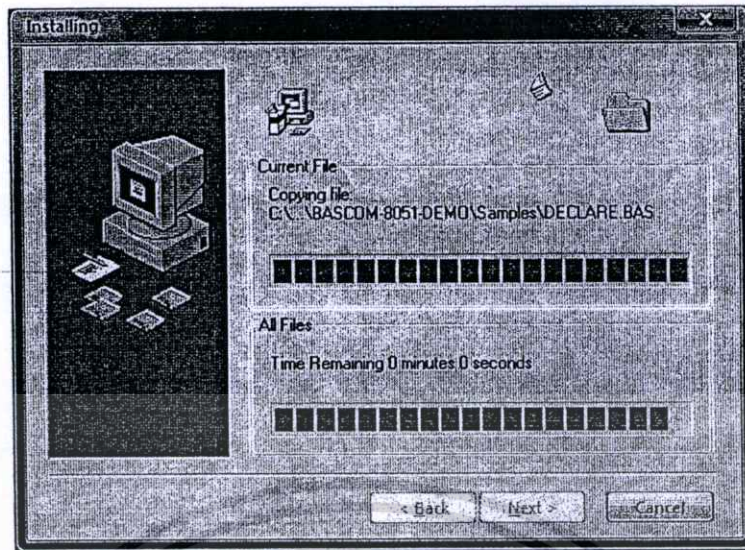 Installing
Current File
Copying file:
C:\...\BASCOM-8051-DEMO\Samples\DECLARE.BAS
All Files
Time Remaining 0 minutes 0 seconds
< Back
Next >
Cancel